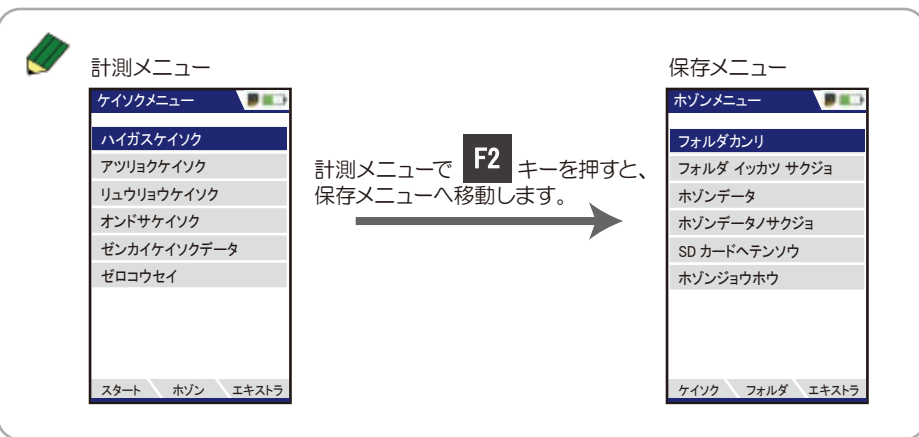 計測メニュー
ケイソクメニュー
ハイガスケイソク
アツリョクケイソク
リュウリョウケイソク
オンドサケイソク
ゼンカイケイソクデータ
ゼロコウセイ
スタート ホゾン エキストラ
計測メニューで F2 キーを押すと、
保存メニューへ移動します。
保存メニュー
ホゾンメニュー
フォルダカンリ
フォルダ イッカツ サクジョ
ホゾンデータ
ホゾンデータノサクジョ
SD カードヘテンソウ
ホゾンジョウホウ
ケイソク フォルダ エキストラ